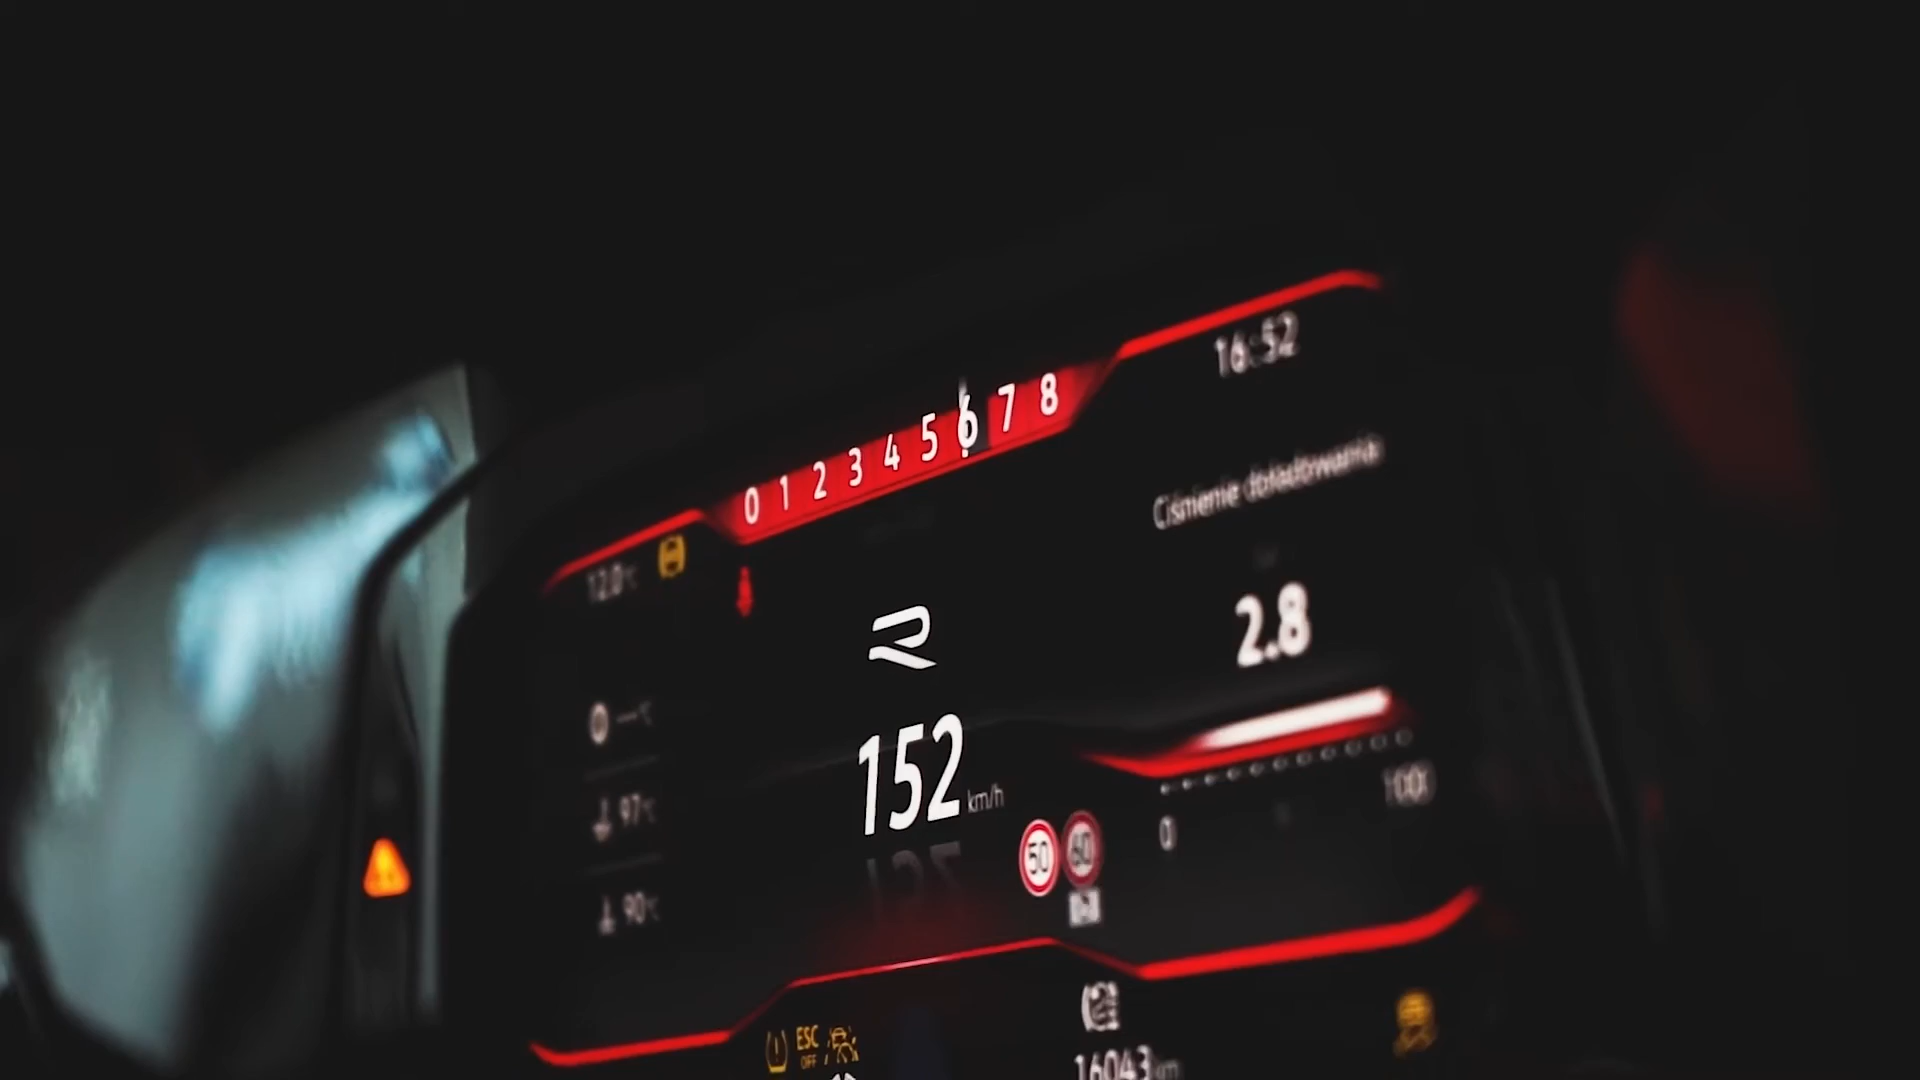 16:52
0 1 2 3 4 5 6 7 8
Ciśnienie doładowania
12.0°C
2.8
152 km/h
97°C
50 60
0 100
90°C
ESC
OFF
16043 km